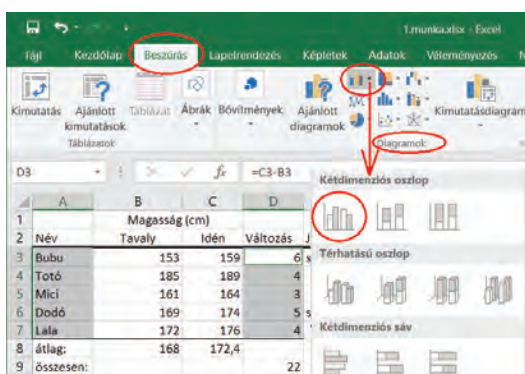 1.munka.xlsx - Excel
Fájl Kezdőlap Beszúrás Lapelrendezés Képletek Adatok Véleményezés N
Kimutatás Ajánlott kimutatások Táblázat Ábrák Bővítmények Ajánlott diagramok Kimutatásdiagram
Táblázatok Diagramok
D3 fx =C3-B3
Kétdimenziós oszlop
A B C D
1 Magasság (cm)
2 Név Tavaly Idén Változás J
3 Bubu 153 159 6 s
Térhatású oszlop
4 Totó 185 189 4
5 Mici 161 164 3
6 Dodó 169 174 5 s
7 Lala 172 176 4
Kétdimenziós sáv
8 átlag: 168 172,4
9 összesen: 22